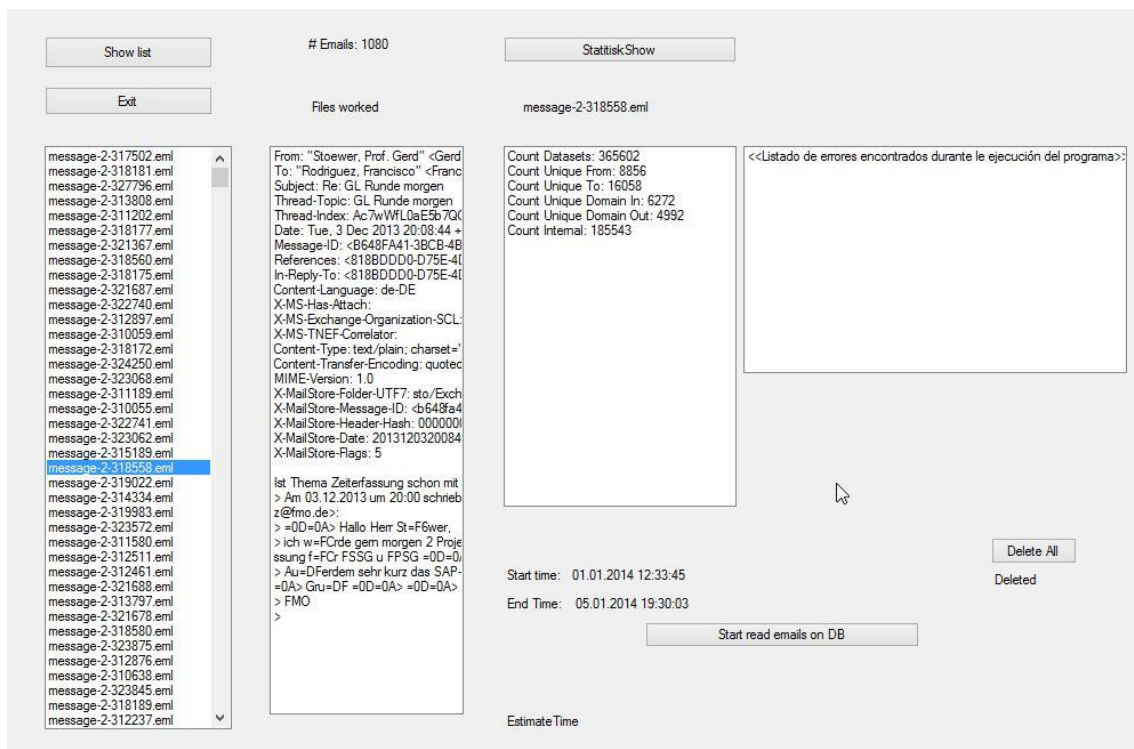 Show list
# Emails: 1080
StatitiskShow
Exit
Files worked
message-2-318558.eml
message-2-317502.eml
message-2-318181.eml
message-2-327796.eml
message-2-313808.eml
message-2-311202.eml
message-2-318177.eml
message-2-321367.eml
message-2-318560.eml
message-2-318175.eml
message-2-321687.eml
message-2-322740.eml
message-2-312897.eml
message-2-310059.eml
message-2-318172.eml
message-2-324250.eml
message-2-323068.eml
message-2-311189.eml
message-2-310055.eml
message-2-322741.eml
message-2-323062.eml
message-2-315189.eml
message-2-318558.eml
message-2-319022.eml
message-2-314334.eml
message-2-319983.eml
message-2-323572.eml
message-2-311580.eml
message-2-312511.eml
message-2-312461.eml
message-2-321688.eml
message-2-313797.eml
message-2-321678.eml
message-2-318580.eml
message-2-323875.eml
message-2-312876.eml
message-2-310638.eml
message-2-323845.eml
message-2-318189.eml
message-2-312237.eml
From: "Stoewer, Prof. Gerd" <Gerd
To: "Rodriguez, Francisco" <Franc
Subject: Re: GL Runde morgen
Thread-Topic: GL Runde morgen
Thread-Index: Ac7wWfL0aE5b7QC
Date: Tue, 3 Dec 2013 20:08:44 +
Message-ID: <B648FA41-3BCB-4B
References: <818BDDD0-D75E-4D
In-Reply-To: <818BDDD0-D75E-4D
Content-Language: de-DE
X-MS-Has-Attach:
X-MS-Exchange-Organization-SCL:
X-MS-TNEF-Correlator:
Content-Type: text/plain; charset="
Content-Transfer-Encoding: quoted
MIME-Version: 1.0
X-MailStore-Folder-UTF7: sto/Exch
X-MailStore-Message-ID: <b648fa4
X-MailStore-Header-Hash: 0000000
X-MailStore-Date: 20131203200844
X-MailStore-Flags: 5
Ist Thema Zeiterfassung schon mit
> Am 03.12.2013 um 20:00 schrieb
z@fmo.de>:
> =0D=0A> Hallo Herr St=F6wer,
> ich w=FCrde gern morgen 2 Proje
ssung f=FCr FSSG u FPSG =0D=0A
> Au=DFerdem sehr kurz das SAP-
=0A> Gru=DF =0D=0A> =0D=0A>
> FMO
>
Count Datasets: 365602
Count Unique From: 8856
Count Unique To: 16058
Count Unique Domain In: 6272
Count Unique Domain Out: 4992
Count Internal: 185543
<<Listado de errores encontrados durante le ejecución del programa>>
Delete All
Deleted
Start time: 01.01.2014 12:33:45
End Time: 05.01.2014 19:30:03
Start read emails on DB
EstimateTime